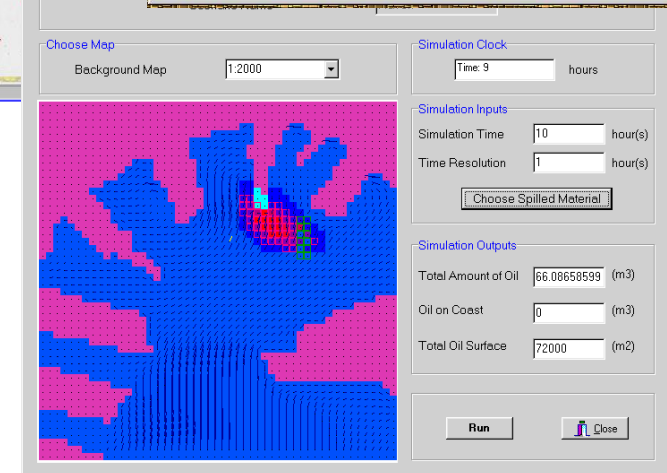 Choose Map
Background Map 1:2000
Simulation Clock
Time: 9 hours
Simulation Inputs
Simulation Time 10 hour(s)
Time Resolution 1 hour(s)
Choose Spilled Material
Simulation Outputs
Total Amount of Oil 66.08658599 (m3)
Oil on Coast 0 (m3)
Total Oil Surface 72000 (m2)
Run Close